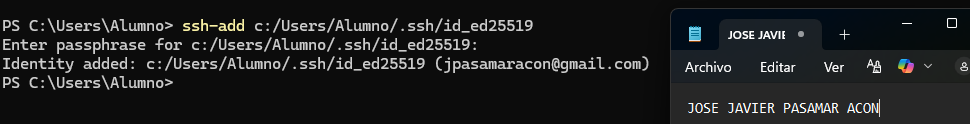 PS C:\Users\Alumno> ssh-add c:/Users/Alumno/.ssh/id_ed25519
Enter passphrase for c:/Users/Alumno/.ssh/id_ed25519:
Identity added: c:/Users/Alumno/.ssh/id_ed25519 (jpasamaracon@gmail.com)
PS C:\Users\Alumno>
JOSE JAVIE
Archivo Editar Ver
JOSE JAVIER PASAMAR ACON